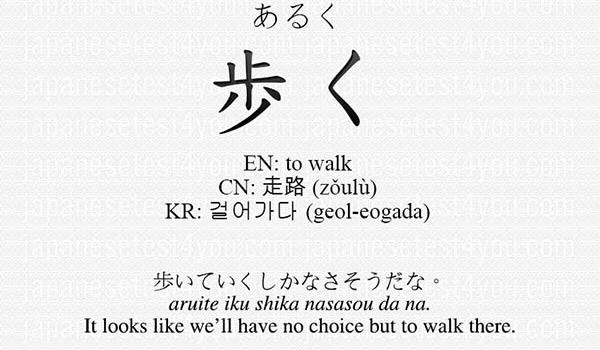 あるく
歩く
EN: to walk
CN: 走路 (zǒulù)
KR: 걸어가다 (geol-eogada)
歩いていくしかなさそうだな。
aruite iku shika nasasou da na.
It looks like we'll have no choice but to walk there.
japanesetest4you.com